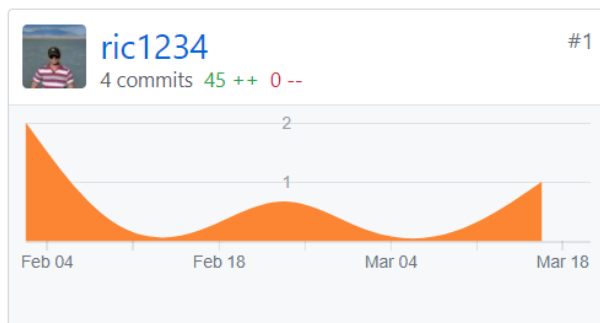 ric1234 #1
4 commits 45 ++ 0 --
2
1
Feb 04 Feb 18 Mar 04 Mar 18